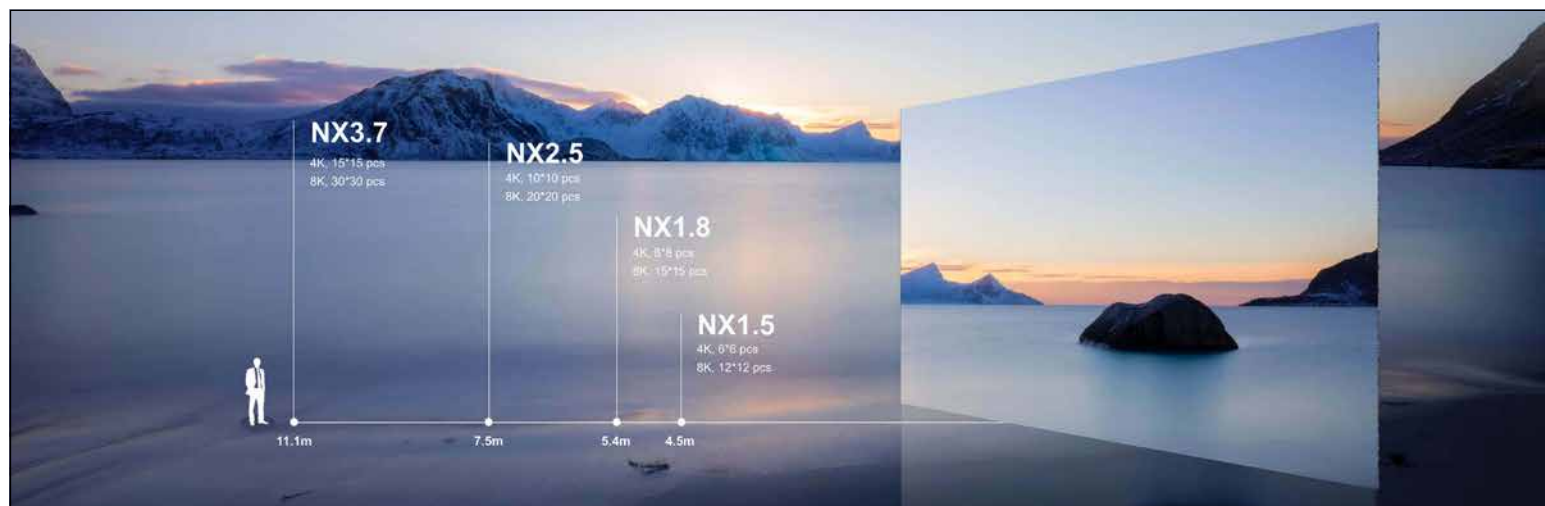 NX3.7
4K, 15*15 pcs
8K, 30*30 pcs
NX2.5
4K, 10*10 pcs
8K, 20*20 pcs
NX1.8
4K, 8*8 pcs
8K, 15*15 pcs
NX1.5
4K, 6*6 pcs
8K, 12*12 pcs
11.1m
7.5m
5.4m
4.5m